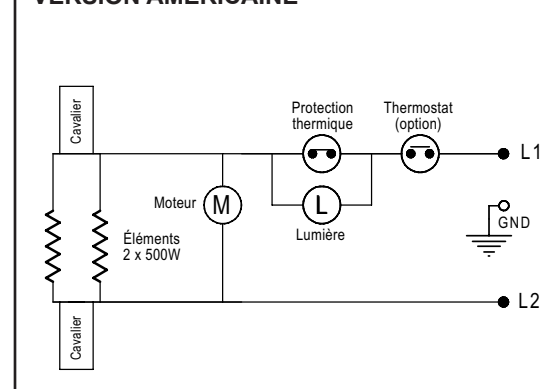 VERSION AMÉRICAINE
Cavalier
Protection
thermique
Thermostat
(option)
L1
Moteur
M
L
Lumière
GND
Éléments
2 x 500W
L2
Cavalier